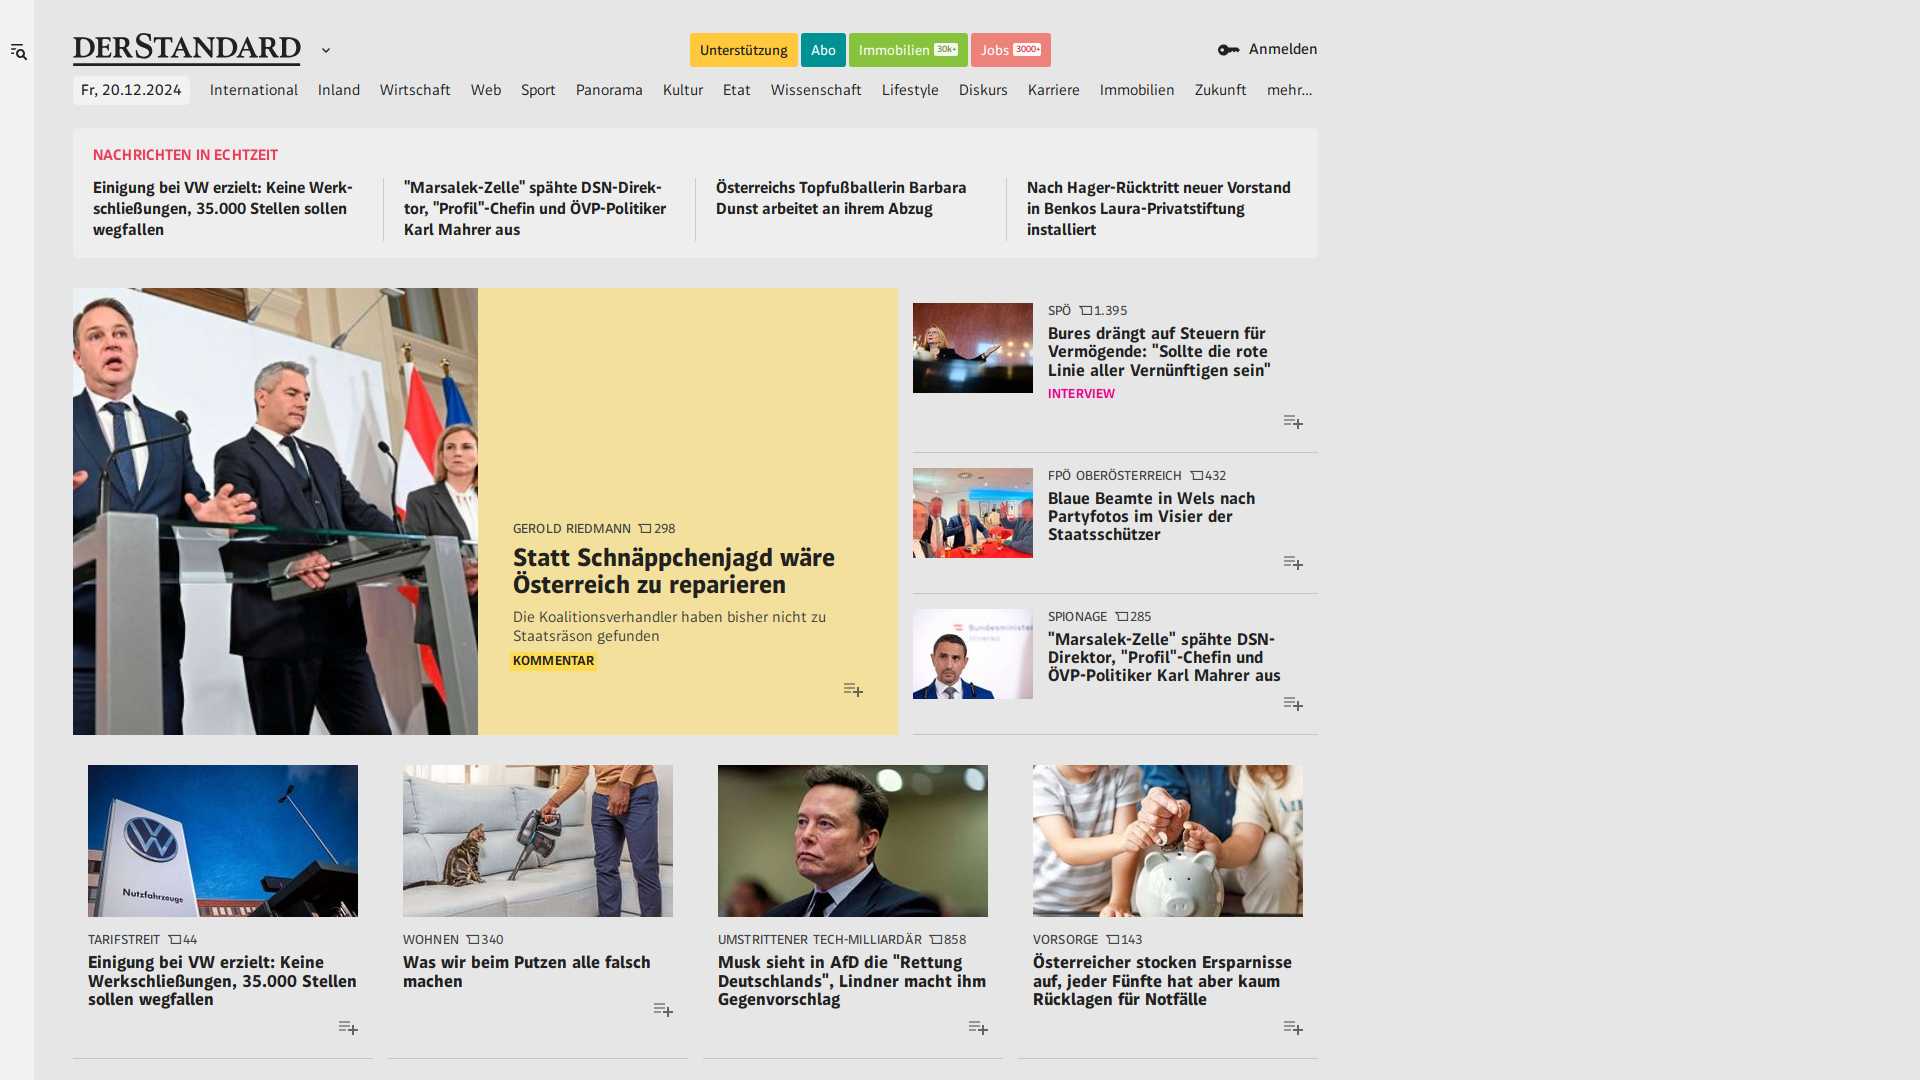 DERSTANDARD
Unterstützung
Abo
Immobilien 30k+
Jobs 3000+
Anmelden
Fr, 20.12.2024
International
Inland
Wirtschaft
Web
Sport
Panorama
Kultur
Etat
Wissenschaft
Lifestyle
Diskurs
Karriere
Immobilien
Zukunft
mehr...
NACHRICHTEN IN ECHTZEIT
Einigung bei VW erzielt: Keine Werk-
schließungen, 35.000 Stellen sollen
wegfallen
"Marsalek-Zelle" spähte DSN-Direk-
tor, "Profil"-Chefin und ÖVP-Politiker
Karl Mahrer aus
Österreichs Topfußballerin Barbara
Dunst arbeitet an ihrem Abzug
Nach Hager-Rücktritt neuer Vorstand
in Benkos Laura-Privatstiftung
installiert
GEROLD RIEDMANN 298
Statt Schnäppchenjagd wäre
Österreich zu reparieren
Die Koalitionsverhandler haben bisher nicht zu
Staatsräson gefunden
KOMMENTAR
SPÖ 1.395
Bures drängt auf Steuern für
Vermögende: "Sollte die rote
Linie aller Vernünftigen sein"
INTERVIEW
FPÖ OBERÖSTERREICH 432
Blaue Beamte in Wels nach
Partyfotos im Visier der
Staatsschützer
Bundesministe
Inneres
SPIONAGE 285
"Marsalek-Zelle" spähte DSN-
Direktor, "Profil"-Chefin und
ÖVP-Politiker Karl Mahrer aus
Nutzfahrzeuge
TARIFSTREIT 44
Einigung bei VW erzielt: Keine
Werkschließungen, 35.000 Stellen
sollen wegfallen
WOHNEN 340
Was wir beim Putzen alle falsch
machen
UMSTRITTENER TECH-MILLIARDÄR 858
Musk sieht in AfD die "Rettung
Deutschlands", Lindner macht ihm
Gegenvorschlag
VORSORGE 143
Österreicher stocken Ersparnisse
auf, jeder Fünfte hat aber kaum
Rücklagen für Notfälle